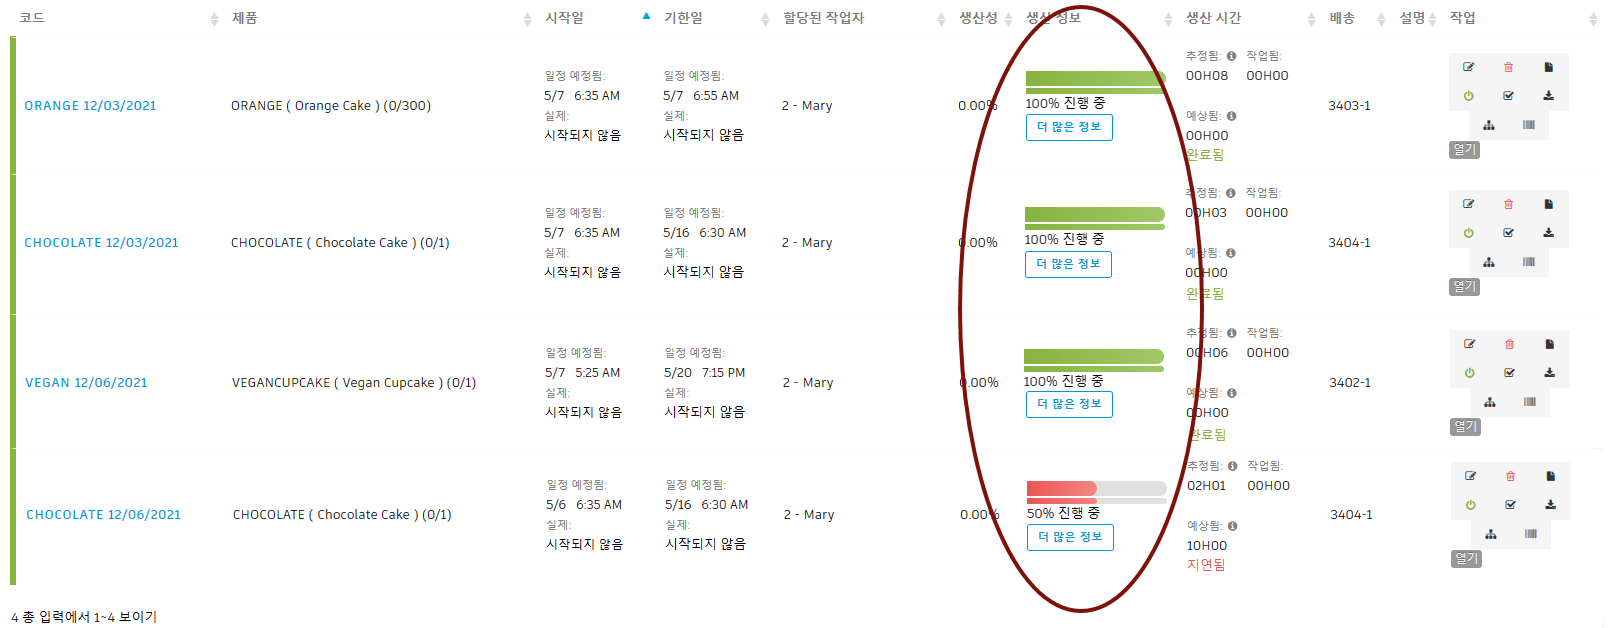 코드 제품 시작일 기한일 할당된 작업자 생산성 생산 정보 생산 시간 배송 설명 작업
ORANGE 12/03/2021
ORANGE ( Orange Cake ) (0/300)
일정 예정됨:
5/7 6:35 AM
실제:
시작되지 않음
일정 예정됨:
5/7 6:55 AM
실제:
시작되지 않음
2 - Mary
0.00%
100% 진행 중
더 많은 정보
추정됨: 작업됨:
00H08 00H00
예상됨:
00H00
완료됨
3403-1
열기
CHOCOLATE 12/03/2021
CHOCOLATE ( Chocolate Cake ) (0/1)
일정 예정됨:
5/7 6:35 AM
실제:
시작되지 않음
일정 예정됨:
5/16 6:30 AM
실제:
시작되지 않음
2 - Mary
0.00%
100% 진행 중
더 많은 정보
추정됨: 작업됨:
00H03 00H00
예상됨:
00H00
완료됨
3404-1
열기
VEGAN 12/06/2021
VEGANCUPCAKE ( Vegan Cupcake ) (0/1)
일정 예정됨:
5/7 5:25 AM
실제:
시작되지 않음
일정 예정됨:
5/20 7:15 PM
실제:
시작되지 않음
2 - Mary
0.00%
100% 진행 중
더 많은 정보
추정됨: 작업됨:
00H06 00H00
예상됨:
00H00
완료됨
3402-1
열기
CHOCOLATE 12/06/2021
CHOCOLATE ( Chocolate Cake ) (0/1)
일정 예정됨:
5/6 6:35 AM
실제:
시작되지 않음
일정 예정됨:
5/16 6:30 AM
실제:
시작되지 않음
2 - Mary
0.00%
50% 진행 중
더 많은 정보
추정됨: 작업됨:
02H01 00H00
예상됨:
10H00
지연됨
3404-1
열기
4 총 입력에서 1~4 보이기